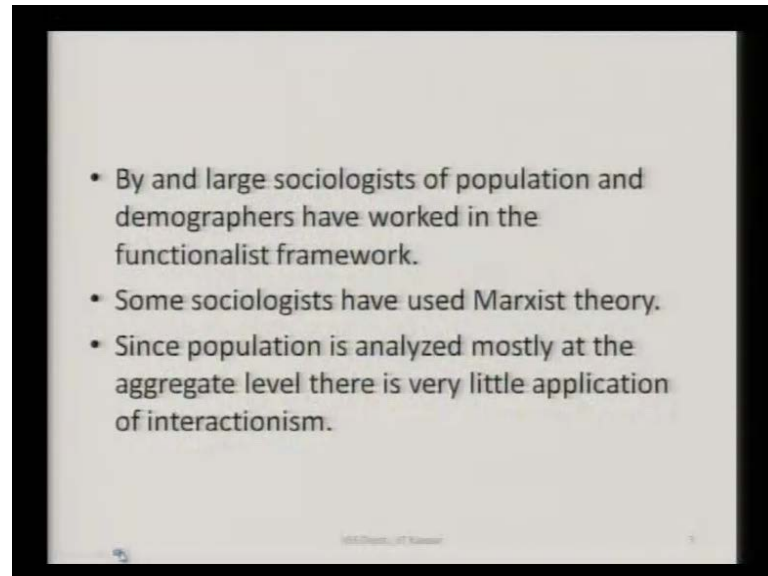 • By and large sociologists of population and
demographers have worked in the
functionalist framework.
• Some sociologists have used Marxist theory.
• Since population is analyzed mostly at the
aggregate level there is very little application
of interactionism.